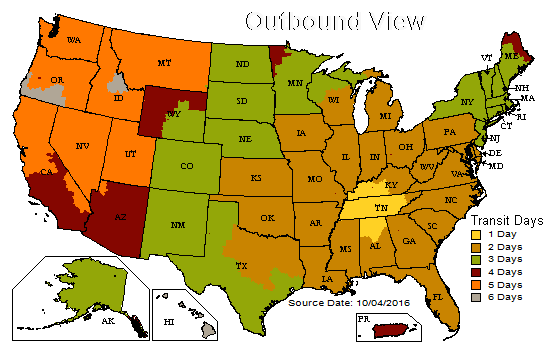 Outbound View
WA
MT
ND
MN
ME
VT
OR
ID
SD
WI
NH
MA
NY
WY
MI
RI
CT
NE
IA
PA
NJ
NV
UT
CO
IL
IN
OH
DE
MD
CA
KS
MO
WV
VA
KY
AZ
NM
OK
AR
TN
NC
TX
MS
AL
GA
SC
LA
FL
AK
HI
PR
Transit Days
1 Day
2 Days
3 Days
4 Days
5 Days
6 Days
Source Date: 10/04/2016